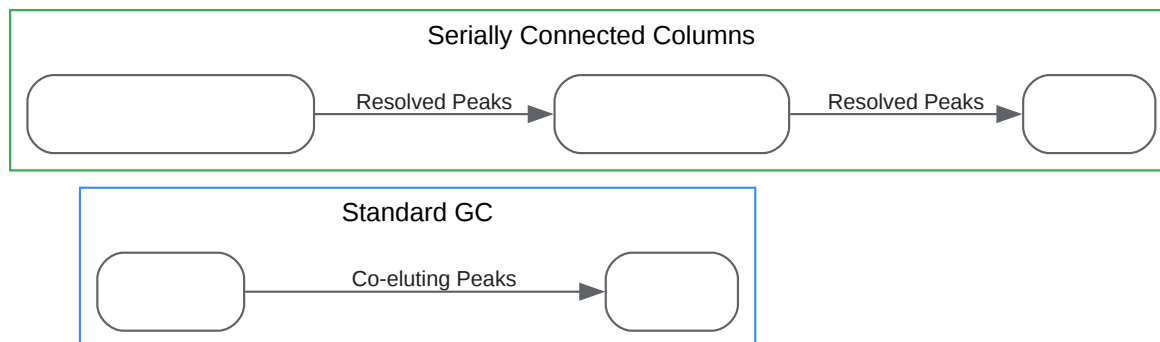 Serially Connected Columns
Resolved Peaks
Resolved Peaks
Standard GC
Co-eluting Peaks